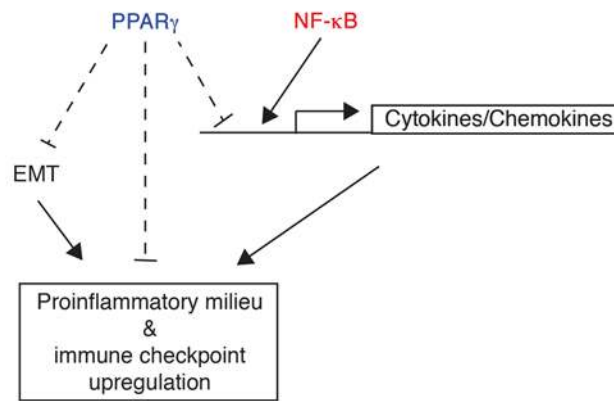 PPARγ
NF-κB
Cytokines/Chemokines
EMT
Proinflammatory milieu
&
immune checkpoint
upregulation